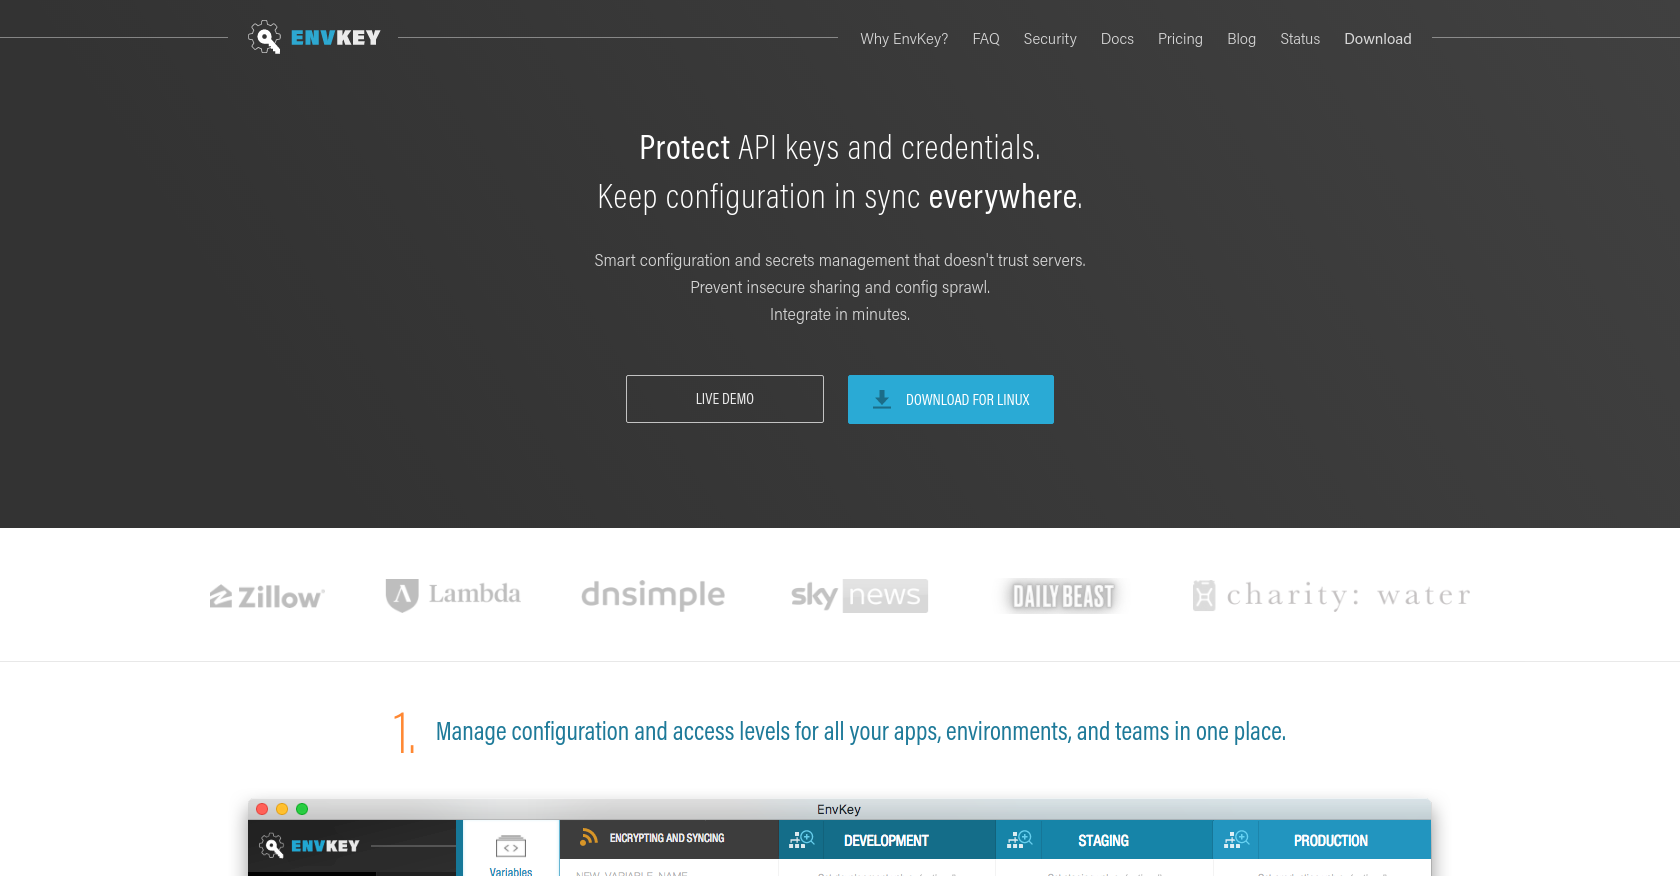 ENVKEY
Why EnvKey? FAQ Security Docs Pricing Blog Status Download
Protect API keys and credentials.
Keep configuration in sync everywhere.
Smart configuration and secrets management that doesn't trust servers.
Prevent insecure sharing and config sprawl.
Integrate in minutes.
LIVE DEMO
DOWNLOAD FOR LINUX
Zillow Lambda dnsimple sky news DAILY BEAST charity: water
1. Manage configuration and access levels for all your apps, environments, and teams in one place.
EnvKey
ENVKEY
Variables
ENCRYPTING AND SYNCING
DEVELOPMENT
STAGING
PRODUCTION
NEW_VARIABLE_NAME